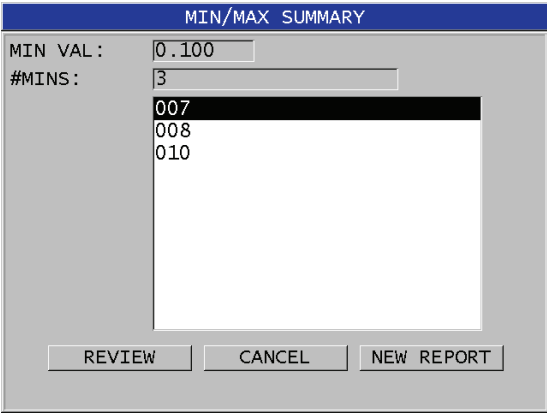 MIN/MAX SUMMARY
MIN VAL: 0.100
#MINS: 3
007
008
010
REVIEW CANCEL NEW REPORT